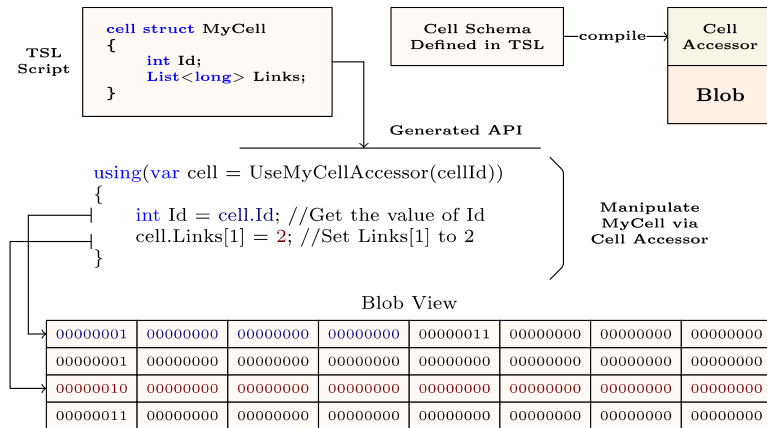 TSL
Script
cell struct MyCell
{
int Id;
List<long> Links;
}
Cell Schema
Defined in TSL
compile
Cell
Accessor
Blob
Generated API
using(var cell = UseMyCellAccessor(cellId))
{
int Id = cell.Id; //Get the value of Id
cell.Links[1] = 2; //Set Links[1] to 2
}
Manipulate
MyCell via
Cell Accessor
Blob View
00000001 00000000 00000000 00000000 00000011 00000000 00000000 00000000
00000001 00000000 00000000 00000000 00000000 00000000 00000000 00000000
00000010 00000000 00000000 00000000 00000000 00000000 00000000 00000000
00000011 00000000 00000000 00000000 00000000 00000000 00000000 00000000